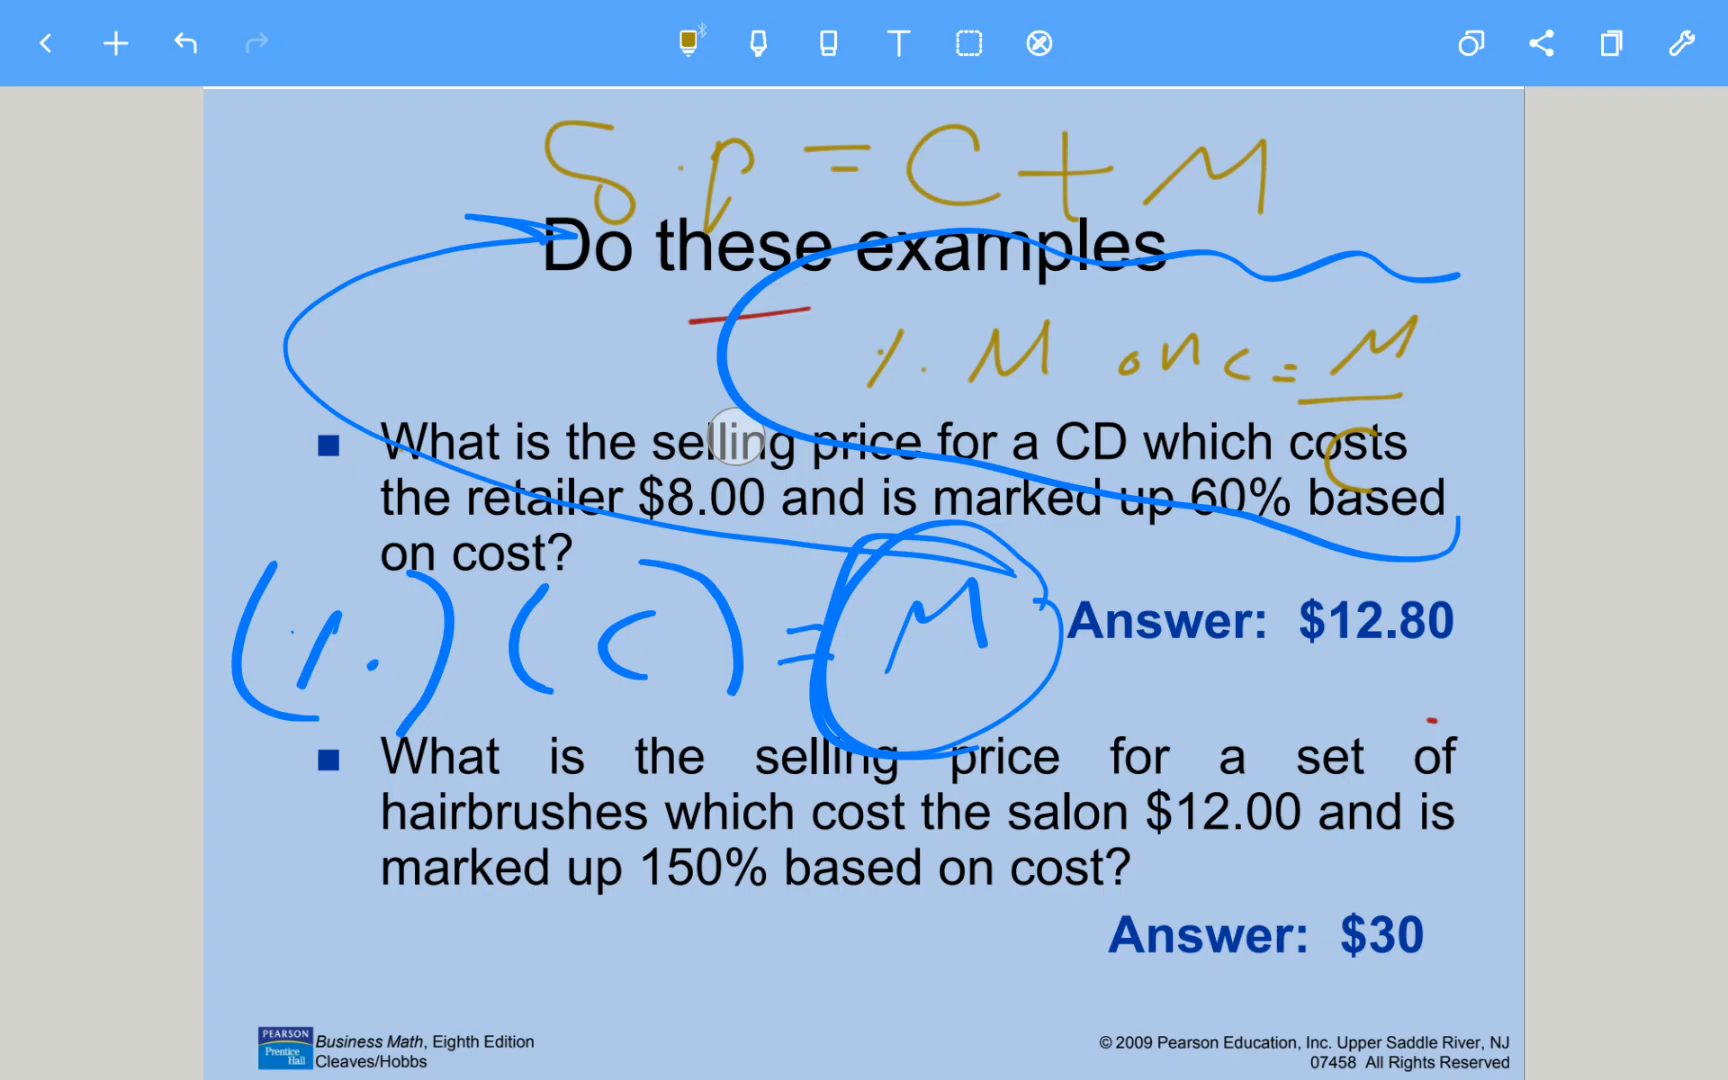 S.p = C + M
Do these examples
% M on c = M
C
What is the selling price for a CD which costs
the retailer $8.00 and is marked up 60% based
on cost?
(%) (C) = M
Answer: $12.80
What is the selling price for a set of
hairbrushes which cost the salon $12.00 and is
marked up 150% based on cost?
Answer: $30
PEARSON
Prentice
Hall
Business Math, Eighth Edition
Cleaves/Hobbs
© 2009 Pearson Education, Inc. Upper Saddle River, NJ
07458 All Rights Reserved